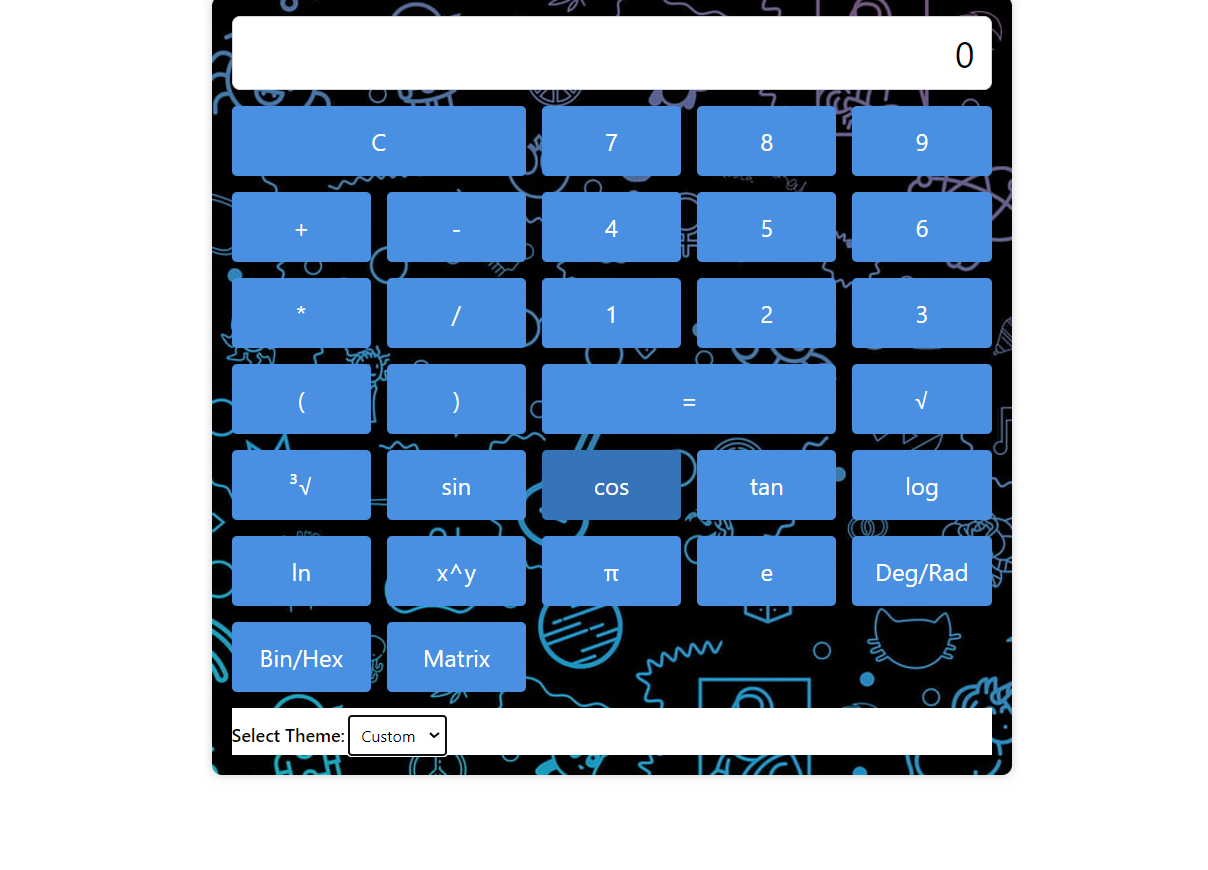 0
C 7 8 9
+ - 4 5 6
* / 1 2 3
( ) = √
³√ sin cos tan log
ln x^y π e Deg/Rad
Bin/Hex Matrix
Select Theme: Custom